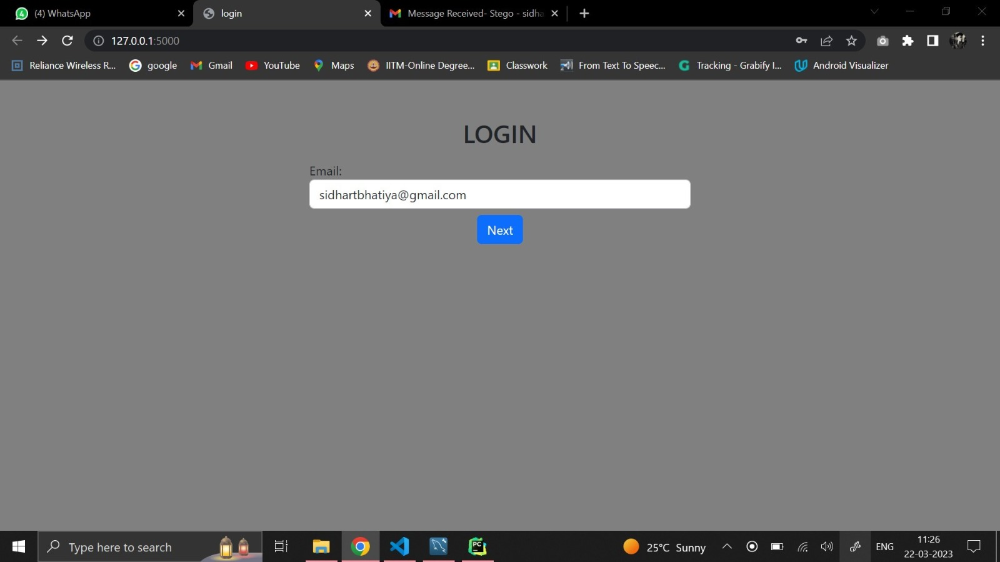 4 (4) WhatsApp
login
Message Received- Stego - sidha
127.0.0.1:5000
Reliance Wireless R...
google
Gmail
YouTube
Maps
IITM-Online Degree...
Classwork
From Text To Speec...
Tracking - Grabify I...
Android Visualizer
LOGIN
Email:
sidhartbhatiya@gmail.com
Next
Type here to search
PC
25°C Sunny
ENG
11:26
22-03-2023